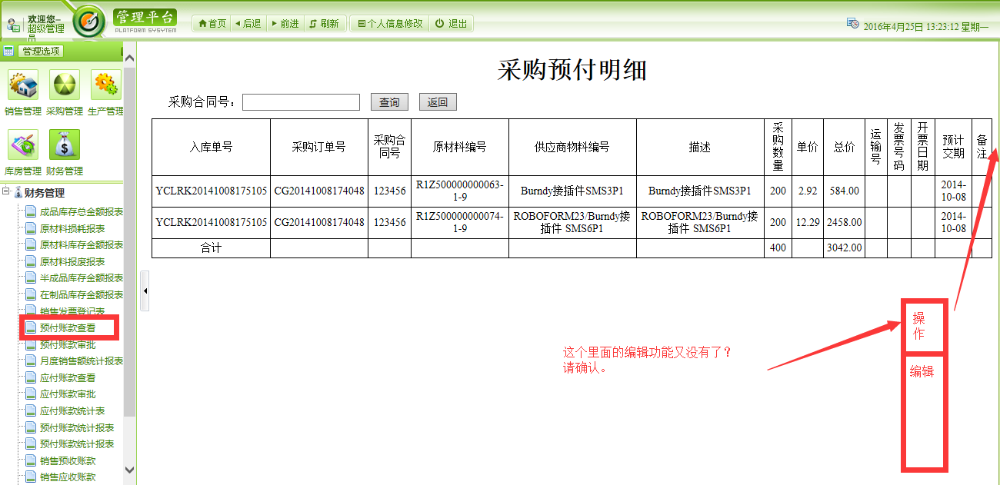 欢迎您-
超级管理
员
管理平台
PLATFORM SYSYTEM
首页 后退 前进 刷新 个人信息修改 退出
2016年4月25日 13:23:12 星期一
管理选项
销售管理 采购管理 生产管理
库房管理 财务管理
财务管理
成品库存总金额报表
原材料损耗报表
原材料库存金额报表
原材料报废报表
半成品库存金额报表
在制品库存金额报表
销售发票登记表
预付账款查看
预付账款审批
月度销售额统计报表
应付账款查看
应付账款审批
应付账款统计表
预付账款统计报表
预付账款统计报表
销售预收账款
销售应收账款
采购预付明细
采购合同号： 查询 返回
入库单号 采购订单号 采购合同号 原材料编号 供应商物料编号 描述 采购数量 单价 总价 运输号 发票号码 开票日期 预计交期 备注
YCLRK20141008175105 CG20141008174048 123456 R1Z500000000063-1-9 Burndy接插件SMS3P1 Burndy接插件SMS3P1 200 2.92 584.00 2014-10-08
YCLRK20141008175105 CG20141008174048 123456 R1Z500000000074-1-9 ROBOFORM23/Burndy接插件 SMS6P1 ROBOFORM23/Burndy接插件 SMS6P1 200 12.29 2458.00 2014-10-08
合计 400 3042.00
操
作
编辑
这个里面的编辑功能又没有了？
请确认。